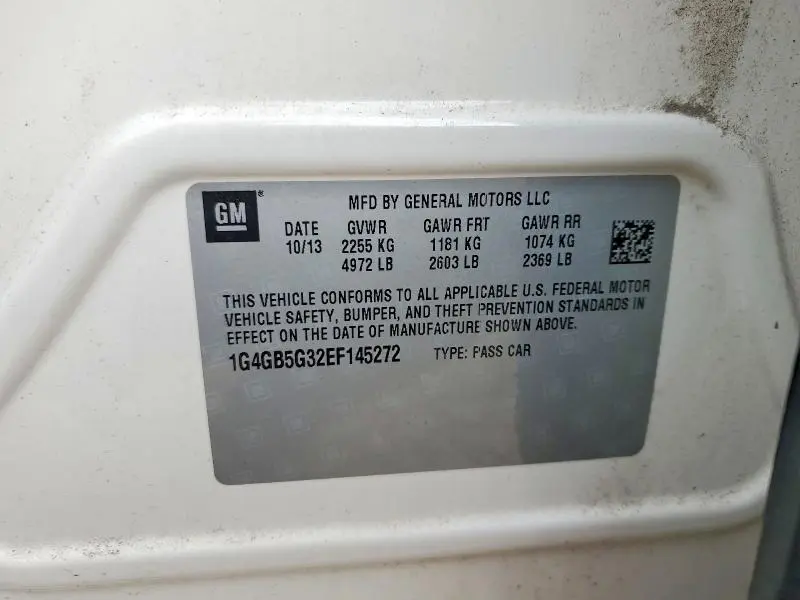 GM ®
MFD BY GENERAL MOTORS LLC
DATE GVWR GAWR FRT GAWR RR
10/13 2255 KG 1181 KG 1074 KG
4972 LB 2603 LB 2369 LB
THIS VEHICLE CONFORMS TO ALL APPLICABLE U.S. FEDERAL MOTOR
VEHICLE SAFETY, BUMPER, AND THEFT PREVENTION STANDARDS IN
EFFECT ON THE DATE OF MANUFACTURE SHOWN ABOVE.
1G4GB5G32EF145272 TYPE: PASS CAR